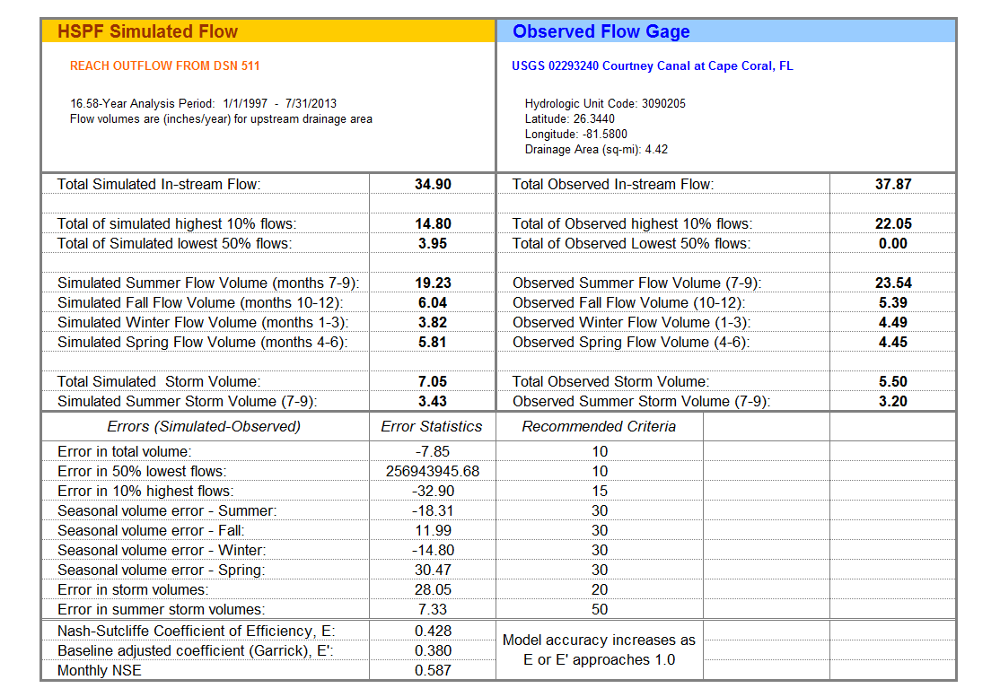 HSPF Simulated Flow Observed Flow Gage
REACH OUTFLOW FROM DSN 511 USGS 02293240 Courtney Canal at Cape Coral, FL
16.58-Year Analysis Period: 1/1/1997 - 7/31/2013 Hydrologic Unit Code: 3090205
Flow volumes are (inches/year) for upstream drainage area Latitude: 26.3440
Longitude: -81.5800
Drainage Area (sq-mi): 4.42
Total Simulated In-stream Flow: 34.90 Total Observed In-stream Flow: 37.87
Total of simulated highest 10% flows: 14.80 Total of Observed highest 10% flows: 22.05
Total of Simulated lowest 50% flows: 3.95 Total of Observed Lowest 50% flows: 0.00
Simulated Summer Flow Volume (months 7-9): 19.23 Observed Summer Flow Volume (7-9): 23.54
Simulated Fall Flow Volume (months 10-12): 6.04 Observed Fall Flow Volume (10-12): 5.39
Simulated Winter Flow Volume (months 1-3): 3.82 Observed Winter Flow Volume (1-3): 4.49
Simulated Spring Flow Volume (months 4-6): 5.81 Observed Spring Flow Volume (4-6): 4.45
Total Simulated Storm Volume: 7.05 Total Observed Storm Volume: 5.50
Simulated Summer Storm Volume (7-9): 3.43 Observed Summer Storm Volume (7-9): 3.20
Errors (Simulated-Observed) Error Statistics Recommended Criteria
Error in total volume: -7.85 10
Error in 50% lowest flows: 256943945.68 10
Error in 10% highest flows: -32.90 15
Seasonal volume error - Summer: -18.31 30
Seasonal volume error - Fall: 11.99 30
Seasonal volume error - Winter: -14.80 30
Seasonal volume error - Spring: 30.47 30
Error in storm volumes: 28.05 20
Error in summer storm volumes: 7.33 50
Nash-Sutcliffe Coefficient of Efficiency, E: 0.428 Model accuracy increases as
Baseline adjusted coefficient (Garrick), E': 0.380 E or E' approaches 1.0
Monthly NSE 0.587